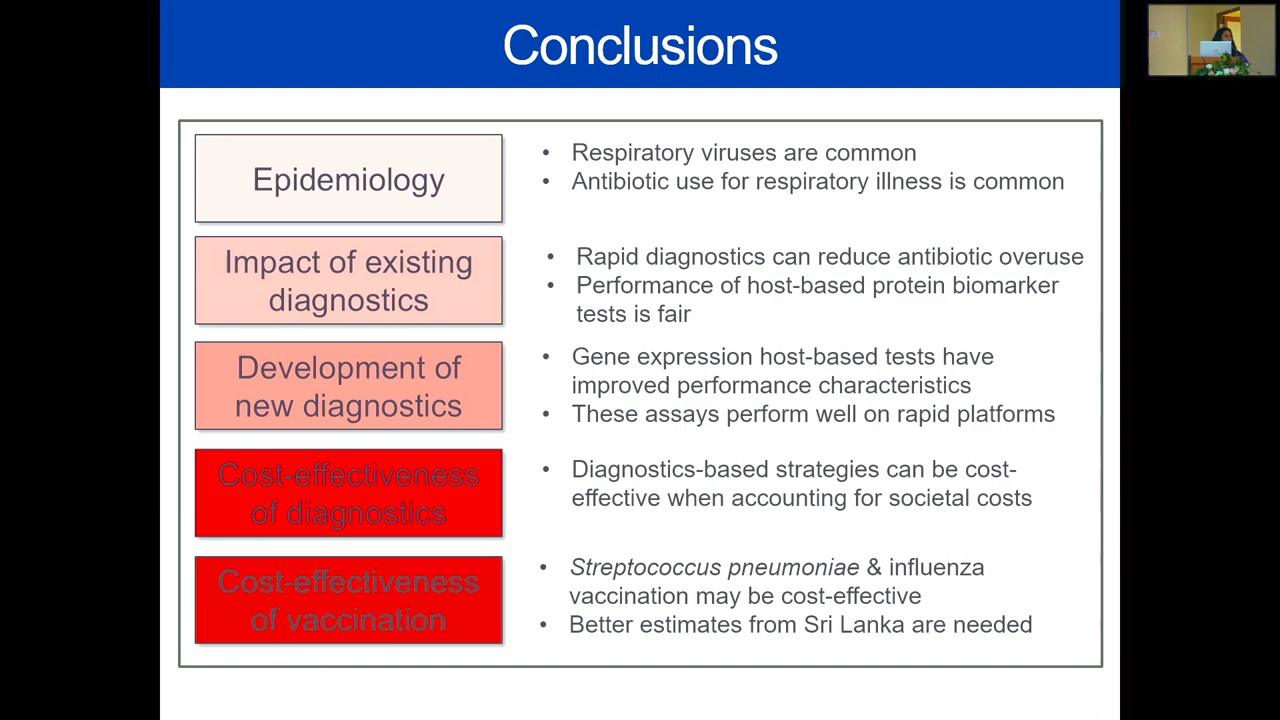 Conclusions
Epidemiology
• Respiratory viruses are common
• Antibiotic use for respiratory illness is common
Impact of existing
diagnostics
• Rapid diagnostics can reduce antibiotic overuse
• Performance of host-based protein biomarker
tests is fair
Development of
new diagnostics
• Gene expression host-based tests have
improved performance characteristics
• These assays perform well on rapid platforms
Cost-effectiveness
of diagnostics
• Diagnostics-based strategies can be cost-
effective when accounting for societal costs
Cost-effectiveness
of vaccination
• Streptococcus pneumoniae & influenza
vaccination may be cost-effective
• Better estimates from Sri Lanka are needed